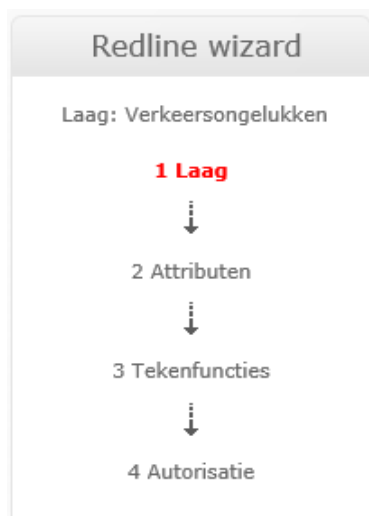 Redline wizard
Laag: Verkeersongelukken
1 Laag
2 Attributen
3 Tekenfuncties
4 Autorisatie